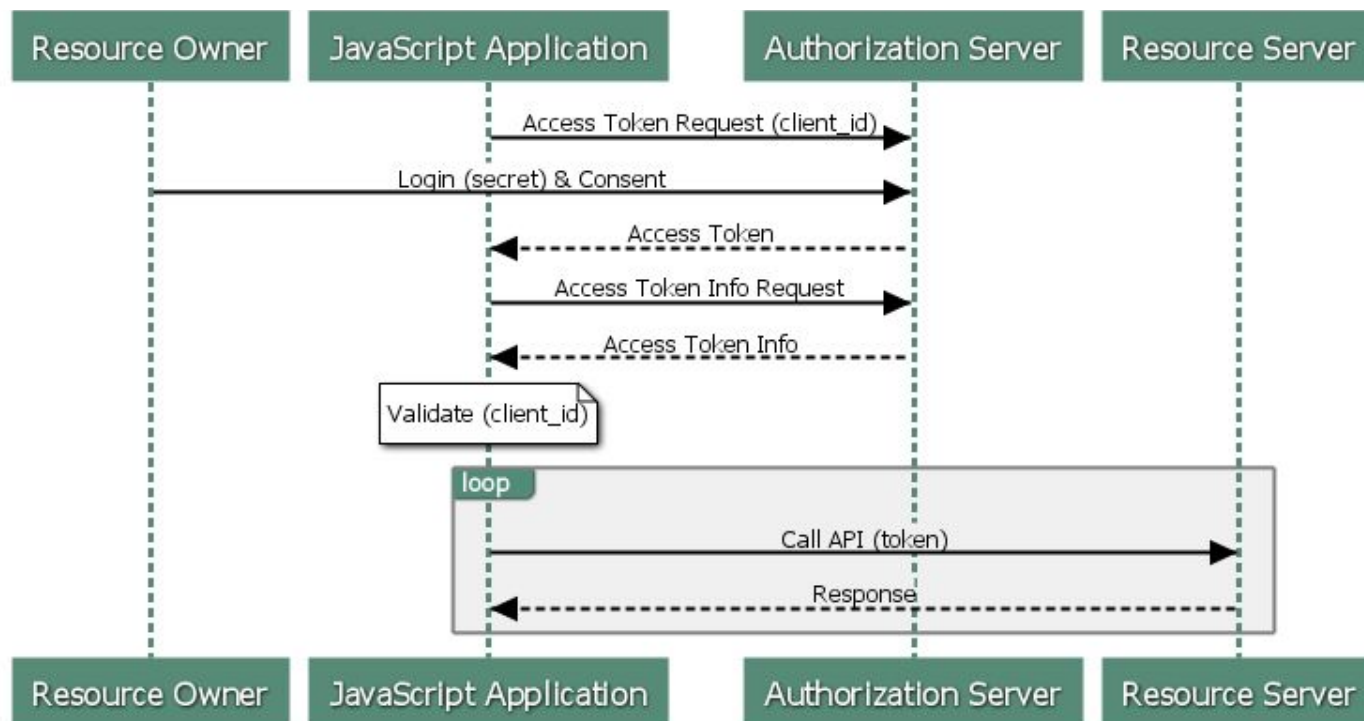 Resource Owner
JavaScript Application
Authorization Server
Resource Server
Access Token Request (client_id)
Login (secret) & Consent
Access Token
Access Token Info Request
Access Token Info
Validate (client_id)
loop
Call API (token)
Response
Resource Owner
JavaScript Application
Authorization Server
Resource Server